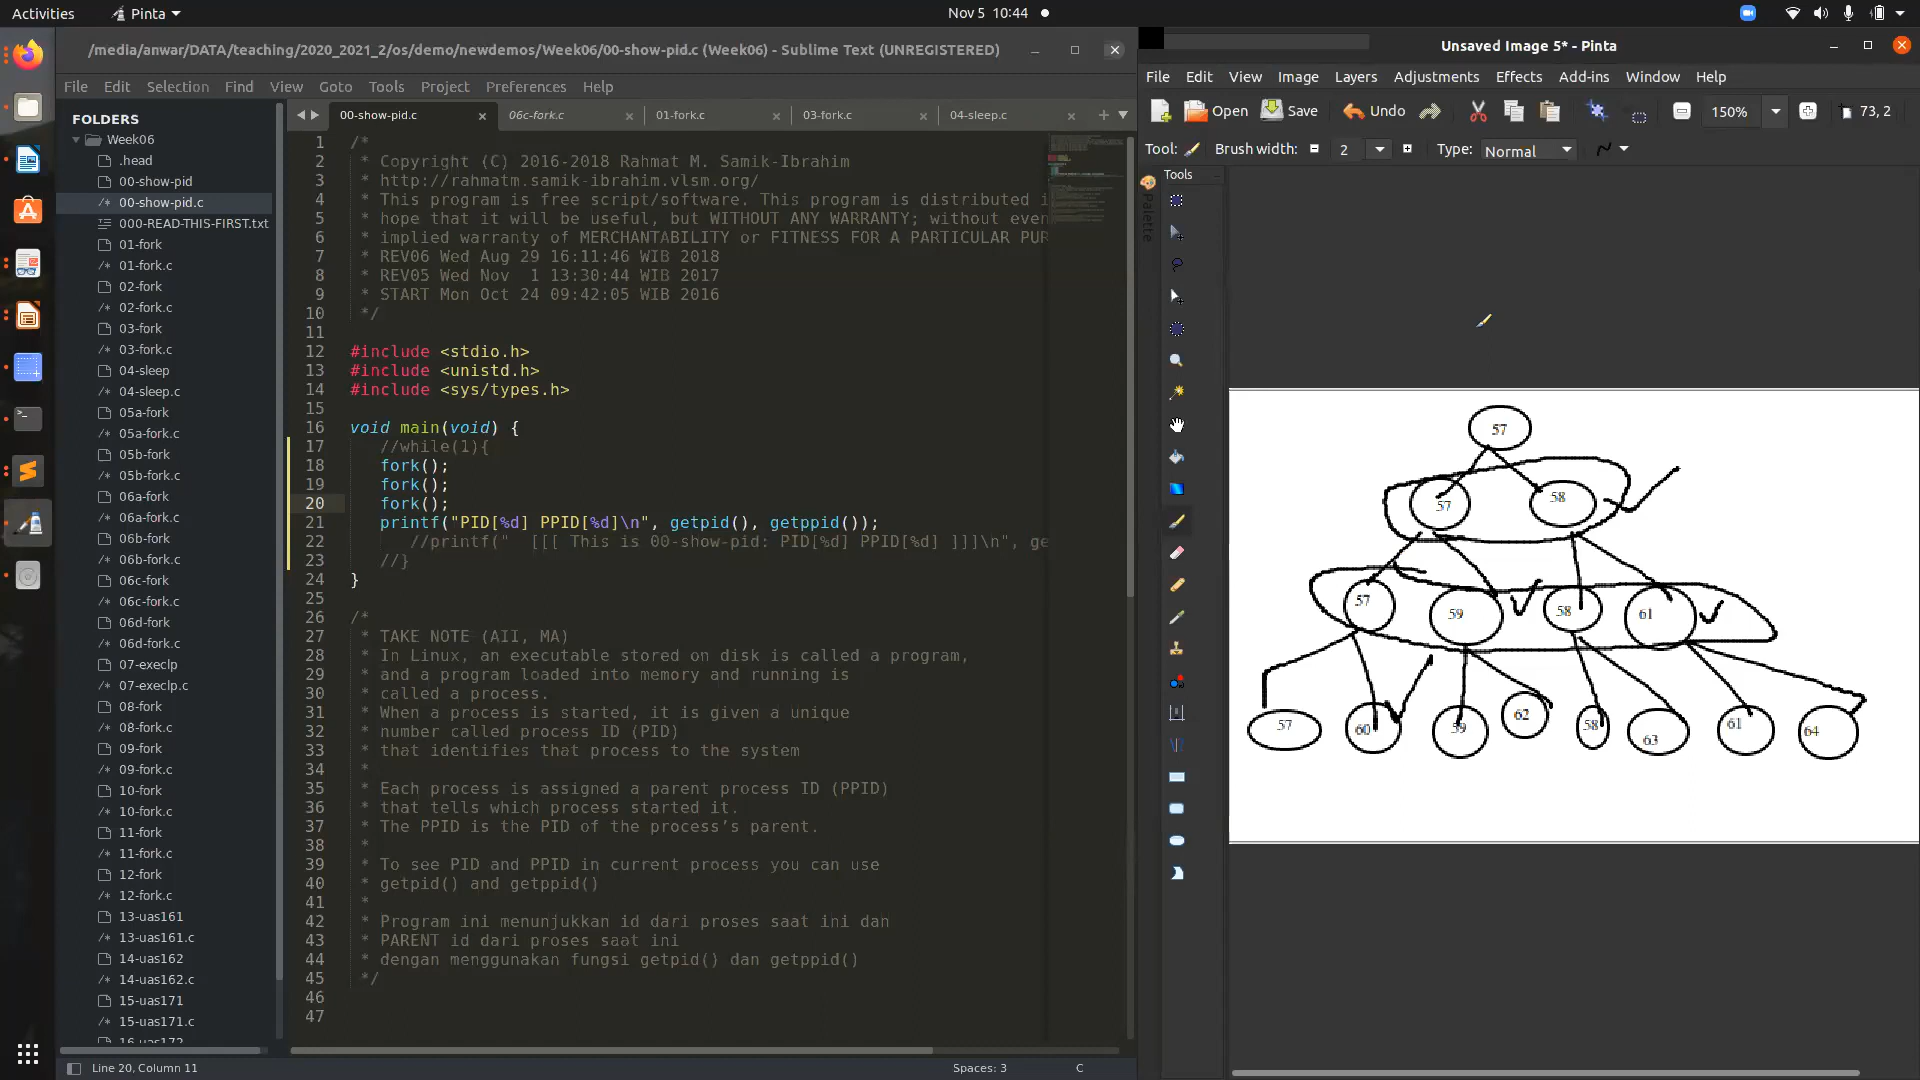 Activities
Pinta
Nov 5 10:44
/media/anwar/DATA/teaching/2020_2021_2/os/demo/newdemos/Week06/00-show-pid.c (Week06) - Sublime Text (UNREGISTERED)
File Edit Selection Find View Goto Tools Project Preferences Help
FOLDERS
Week06
.head
00-show-pid
00-show-pid.c
000-READ-THIS-FIRST.txt
01-fork
01-fork.c
02-fork
02-fork.c
03-fork
03-fork.c
04-sleep
04-sleep.c
05a-fork
05a-fork.c
05b-fork
05b-fork.c
06a-fork
06a-fork.c
06b-fork
06b-fork.c
06c-fork
06c-fork.c
06d-fork
06d-fork.c
07-execlp
07-execlp.c
08-fork
08-fork.c
09-fork
09-fork.c
10-fork
10-fork.c
11-fork
11-fork.c
12-fork
12-fork.c
13-uas161
13-uas161.c
14-uas162
14-uas162.c
15-uas171
15-uas171.c
16-uas172
00-show-pid.c 06c-fork.c 01-fork.c 03-fork.c 04-sleep.c
1 /*
2 * Copyright (C) 2016-2018 Rahmat M. Samik-Ibrahim
3 * http://rahmatm.samik-ibrahim.vlsm.org/
4 * This program is free script/software. This program is distributed i
5 * hope that it will be useful, but WITHOUT ANY WARRANTY; without even
6 * implied warranty of MERCHANTABILITY or FITNESS FOR A PARTICULAR PUR
7 * REV06 Wed Aug 29 16:11:46 WIB 2018
8 * REV05 Wed Nov  1 13:30:44 WIB 2017
9 * START Mon Oct 24 09:42:05 WIB 2016
10 */
11
12 #include <stdio.h>
13 #include <unistd.h>
14 #include <sys/types.h>
15
16 void main(void) {
17 //while(1){
18 fork();
19 fork();
20 fork();
21 printf("PID[%d] PPID[%d]\n", getpid(), getppid());
22 //printf("  [[[ This is 00-show-pid: PID[%d] PPID[%d] ]]]\n", ge
23 //}
24 }
25
26 /*
27 * TAKE NOTE (AII, MA)
28 * In Linux, an executable stored on disk is called a program,
29 * and a program loaded into memory and running is
30 * called a process.
31 * When a process is started, it is given a unique
32 * number called process ID (PID)
33 * that identifies that process to the system
34 *
35 * Each process is assigned a parent process ID (PPID)
36 * that tells which process started it.
37 * The PPID is the PID of the process's parent.
38 *
39 * To see PID and PPID in current process you can use
40 * getpid() and getppid()
41 *
42 * Program ini menunjukkan id dari proses saat ini dan
43 * PARENT id dari proses saat ini
44 * dengan menggunakan fungsi getpid() dan getppid()
45 */
46
47
Line 20, Column 11
Spaces: 3
C
Unsaved Image 5* - Pinta
File Edit View Image Layers Adjustments Effects Add-ins Window Help
Open Save Undo 150% 73, 2
Tool: Brush width: 2 Type: Normal
Tools
Palette
57
57 58
57 59 58 61
57 60 59 62 58 63 61 64